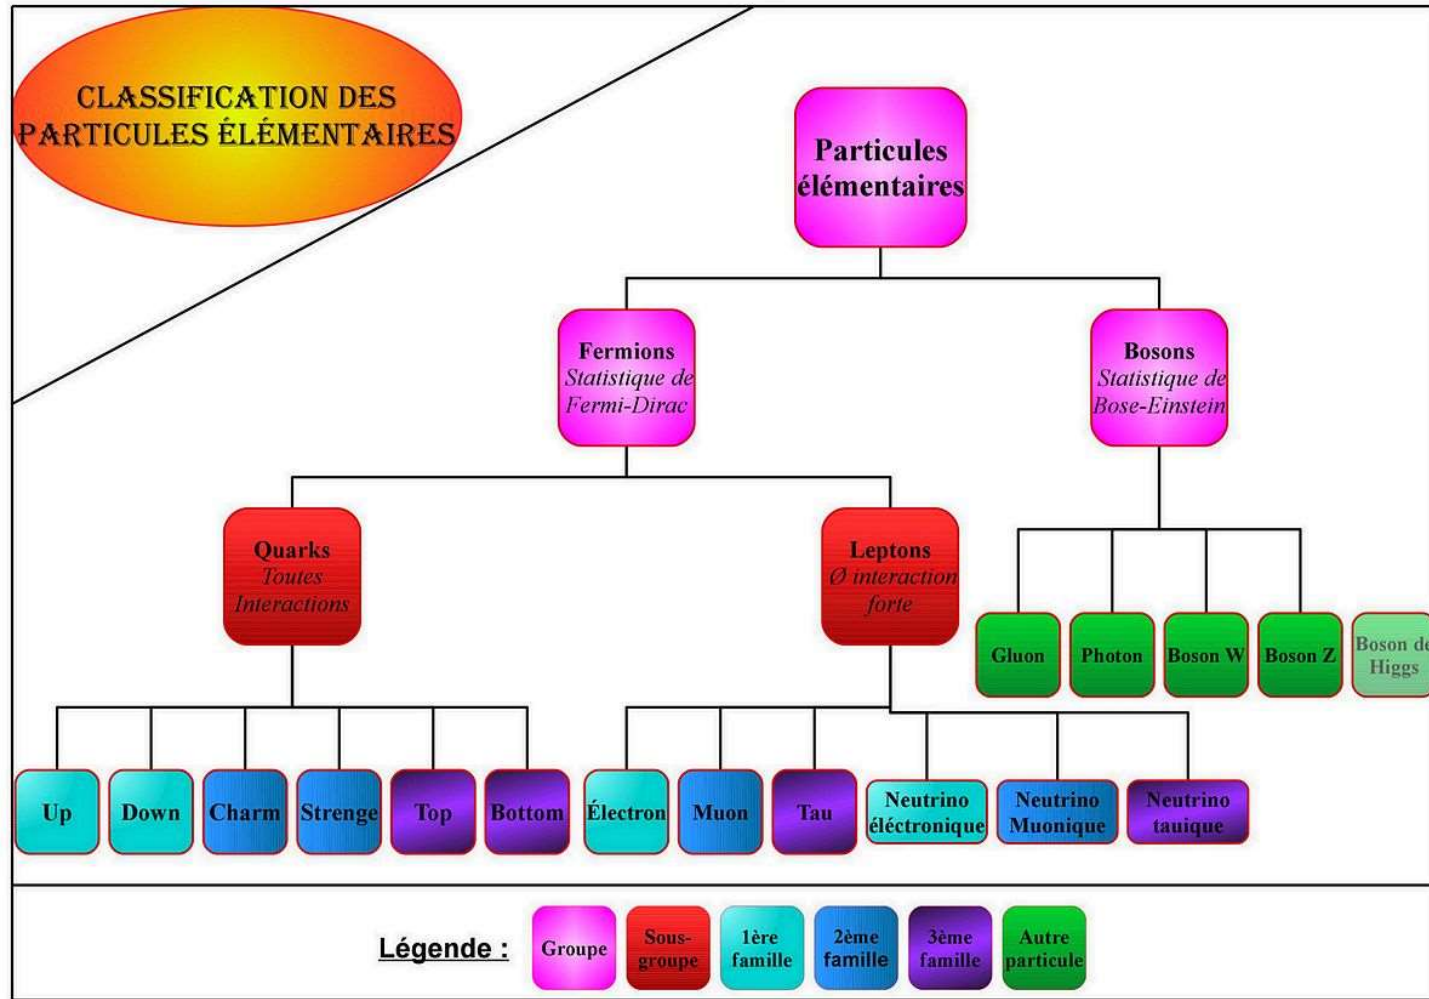 CLASSIFICATION DES
PARTICULES ÉLÉMENTAIRES
Particules
élémentaires
Fermions
Statistique de
Fermi-Dirac
Bosons
Statistique de
Bose-Einstein
Quarks
Toutes
Interactions
Leptons
Ø interaction
forte
Gluon
Photon
Boson W
Boson Z
Boson de
Higgs
Up
Down
Charm
Strenge
Top
Bottom
Électron
Muon
Tau
Neutrino
éléctronique
Neutrino
Muonique
Neutrino
tauique
Légende :
Groupe
Sous-
groupe
1ère
famille
2ème
famille
3ème
famille
Autre
particule